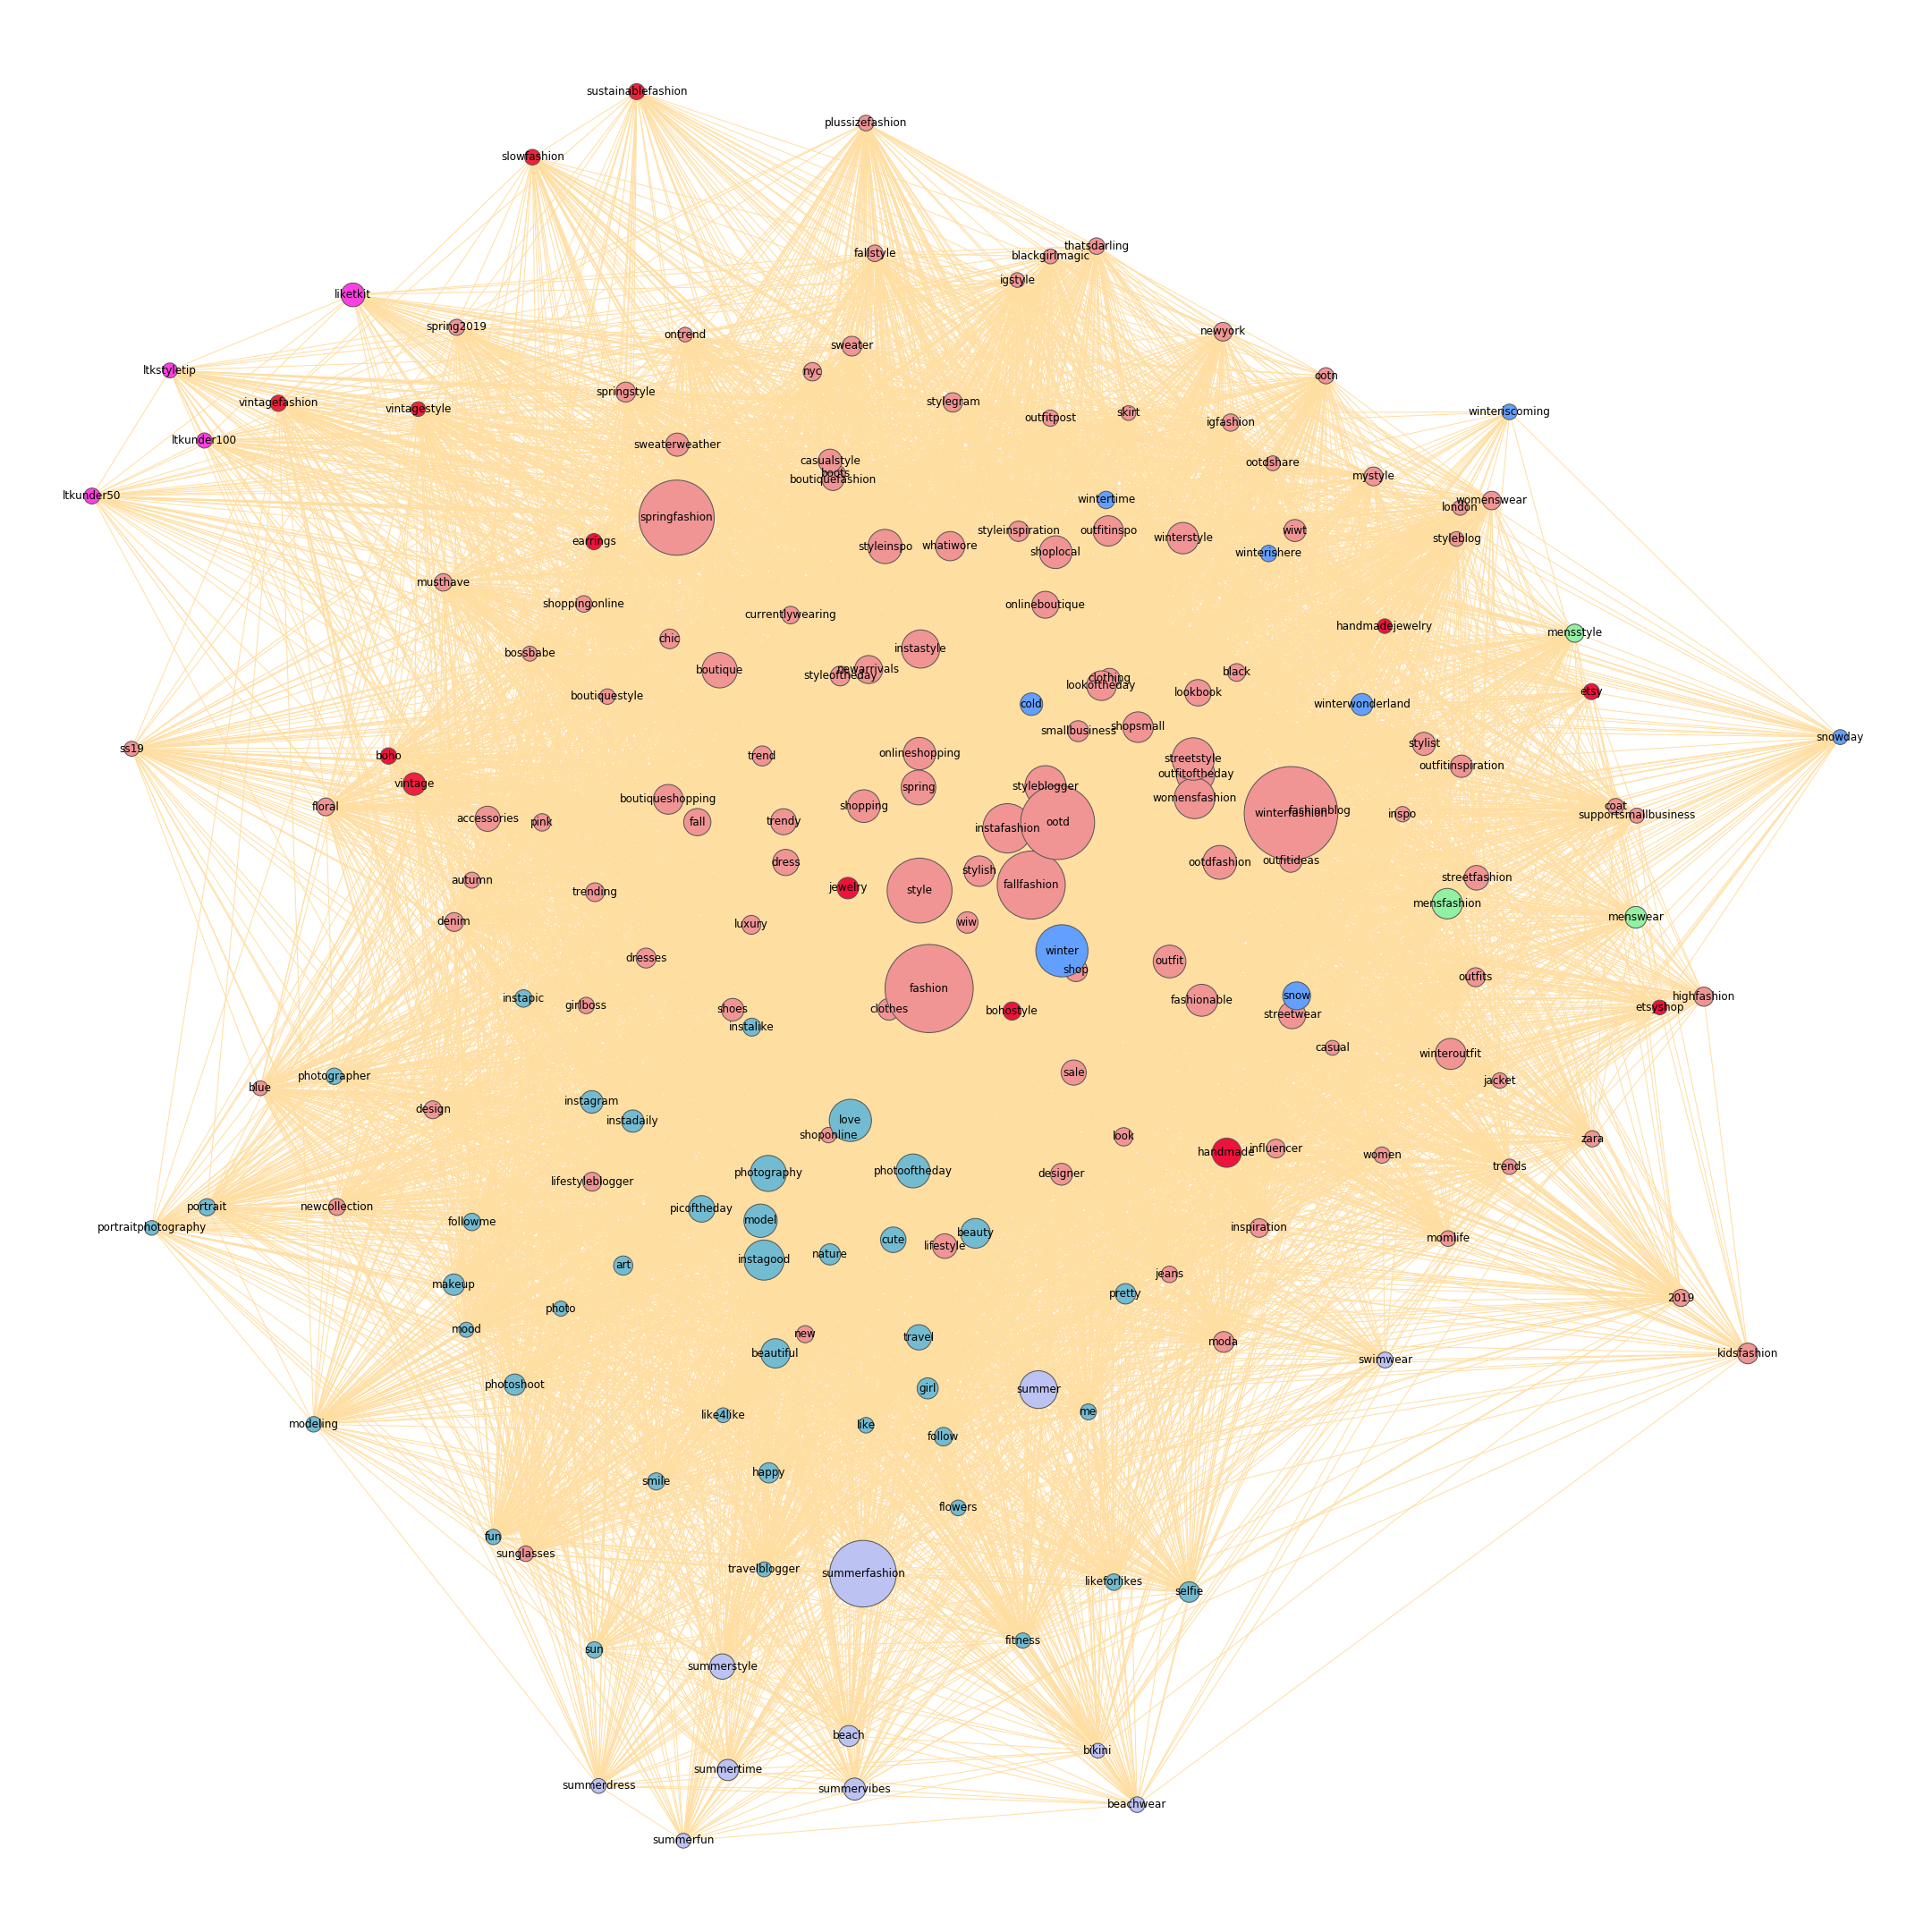 sustainablefashion
plussizefashion
slowfashion
thatsdarling
fallstyle
blackgirlmagic
igstyle
liketkit
spring2019
newyork
ontrend
sweater
ltkstyletip
nyc
ootn
springstyle
vintagefashion
stylegram
vintagestyle
winteriscoming
skirt
outfitpost
igfashion
ltkunder100
sweaterweather
casualstyle
ootdshare
boots
mystyle
boutiquefashion
ltkunder50
wintertime
womenswear
london
springfashion
styleinspiration
outfitinspo
wiwt
winterstyle
styleblog
earrings
styleinspo
whatiwore
shoplocal
winterishere
musthave
shoppingonline
onlineboutique
currentlywearing
handmadejewelry
mensstyle
chic
instastyle
bossbabe
boutique
newarrivals
styleoftheday
black
clothing
lookoftheday
lookbook
etsy
boutiquestyle
cold
winterwonderland
shopsmall
smallbusiness
snowday
stylist
ss19
boho
trend
onlineshopping
streetstyle
outfitinspiration
outfitoftheday
vintage
spring
styleblogger
boutiqueshopping
womensfashion
floral
shopping
coat
fashionblog
winterfashion
inspo
supportsmallbusiness
accessories
pink
fall
trendy
instafashion
ootd
dress
ootdfashion
outfitideas
stylish
streetfashion
autumn
fallfashion
jewelry
style
trending
mensfashion
menswear
denim
luxury
wiw
winter
dresses
outfit
shop
outfits
fashion
instapic
snow
highfashion
fashionable
girlboss
shoes
clothes
bohostyle
etsyshop
streetwear
instalike
casual
winteroutfit
sale
photographer
jacket
blue
instagram
design
instadaily
love
shoponline
look
zara
influencer
handmade
women
trends
photography
photooftheday
designer
lifestyleblogger
portrait
newcollection
picoftheday
followme
model
portraitphotography
inspiration
beauty
momlife
cute
lifestyle
nature
instagood
art
jeans
makeup
pretty
2019
photo
mood
new
travel
moda
beautiful
kidsfashion
swimwear
photoshoot
girl
summer
me
like4like
modeling
like
follow
happy
smile
flowers
fun
sunglasses
travelblogger
summerfashion
likeforlikes
selfie
fitness
sun
summerstyle
beach
bikini
summertime
summerdress
summervibes
beachwear
summerfun